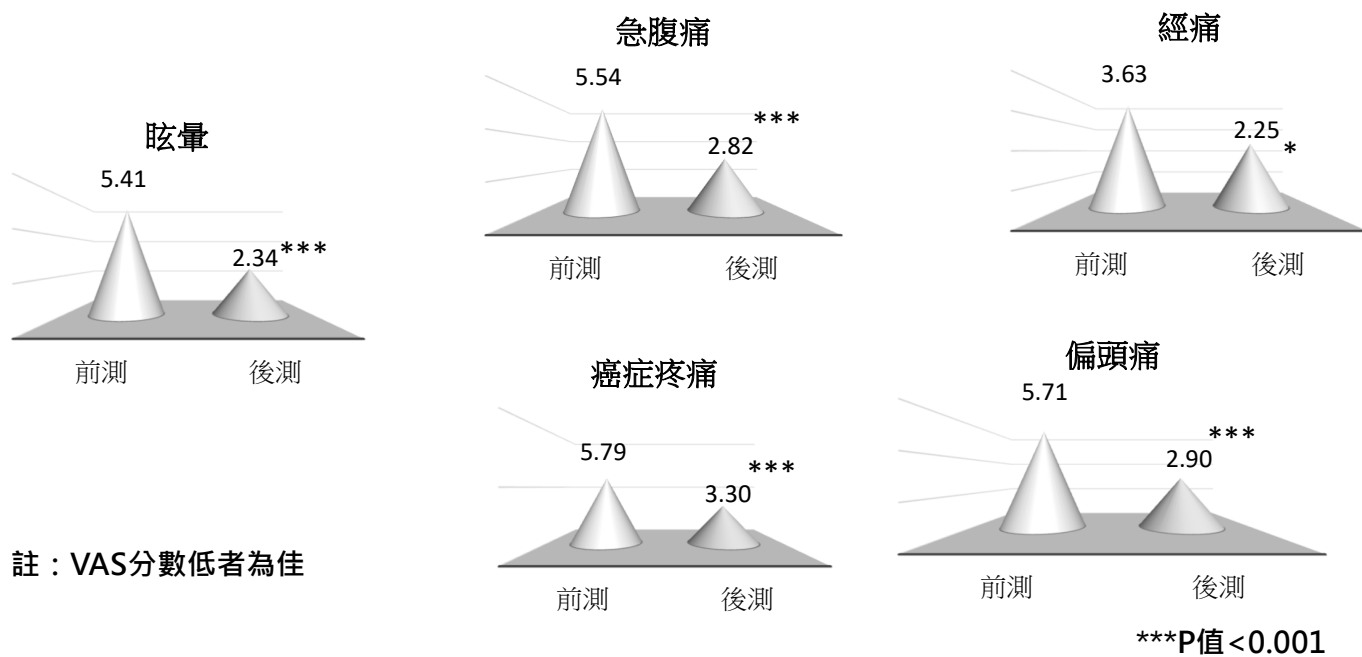 眩暈
5.41
2.34***
前測 後測
急腹痛
5.54
***
2.82
前測 後測
經痛
3.63
2.25
*
前測 後測
癌症疼痛
5.79
***
3.30
前測 後測
偏頭痛
5.71
***
2.90
前測 後測
註：VAS分數低者為佳
***P值<0.001